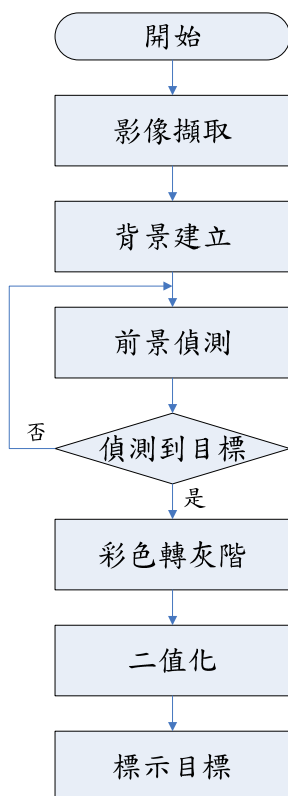 開始
影像擷取
背景建立
前景偵測
否
偵測到目標
是
彩色轉灰階
二值化
標示目標